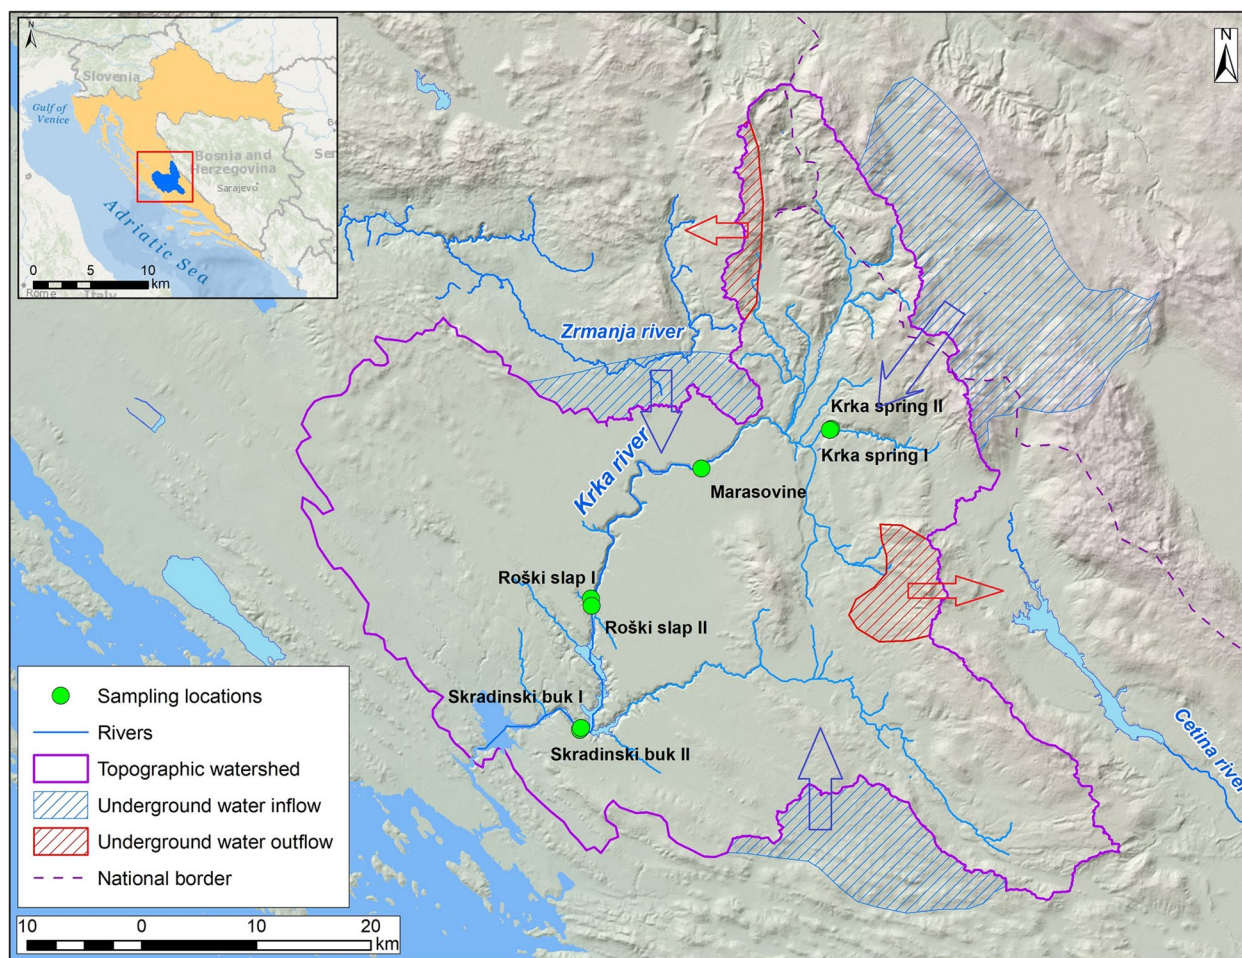 N
Slovenia
Gulf of
Venice
Bosnia and
Herzegovina
Sarajevo
Adriatic Sea
0 5 10
km
Rome
Italy
N
Zrmanja river
Krka spring II
Krka spring I
Krka river
Marasovine
Roški slap I
Roški slap II
Skradinski buk I
Skradinski buk II
Cetina river
Sampling locations
Rivers
Topographic watershed
Underground water inflow
Underground water outflow
National border
10 0 10 20
km